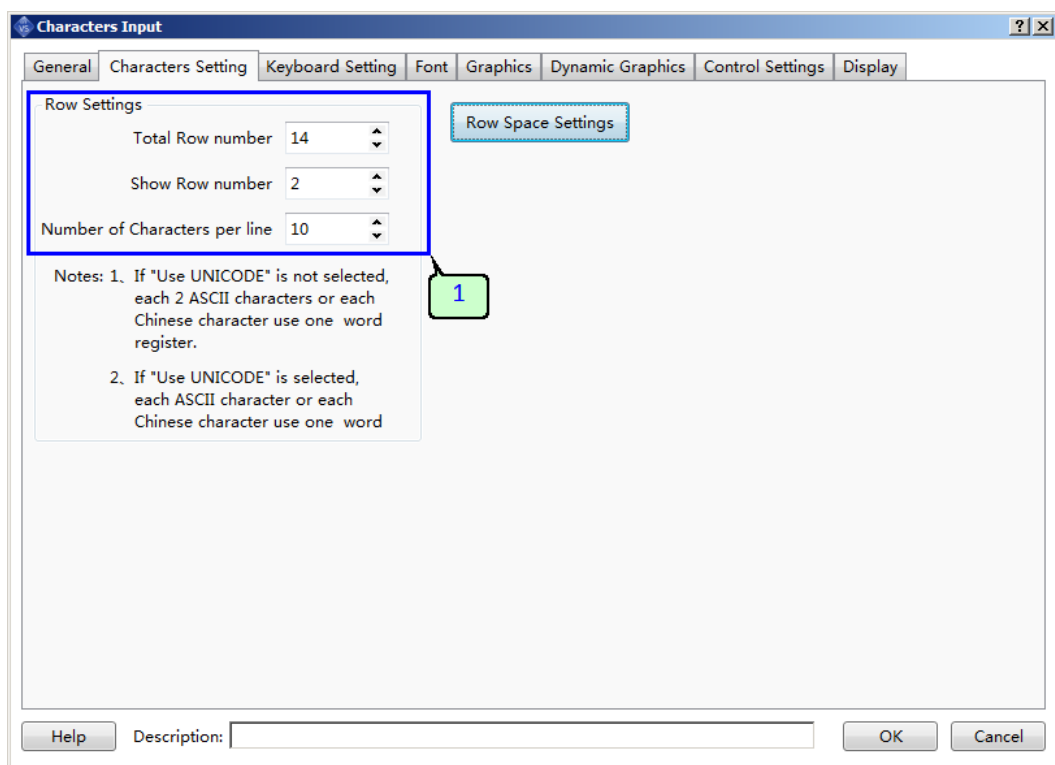 VS Characters Input
General Characters Setting Keyboard Setting Font Graphics Dynamic Graphics Control Settings Display
Row Settings
Row Space Settings
Total Row number 14
Show Row number 2
Number of Characters per line 10
1
Notes: 1、If "Use UNICODE" is not selected,
each 2 ASCII characters or each
Chinese character use one word
register.
2、If "Use UNICODE" is selected,
each ASCII character or each
Chinese character use one word
Help Description: OK Cancel